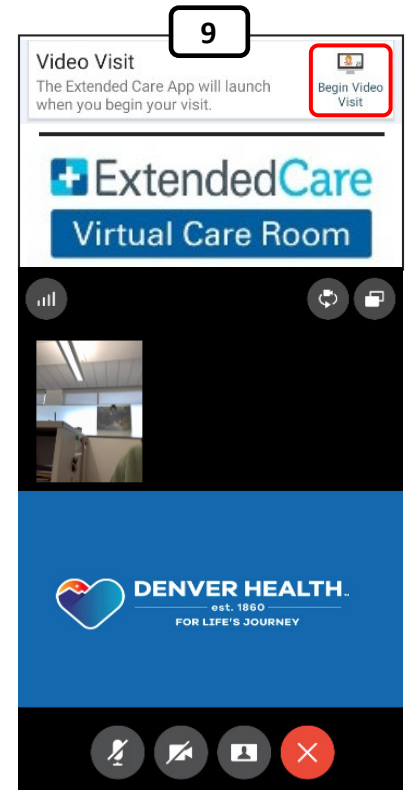 9
Video Visit
The Extended Care App will launch
when you begin your visit.
Begin Video
Visit
ExtendedCare
Virtual Care Room
DENVER HEALTH™
est. 1860
FOR LIFE'S JOURNEY